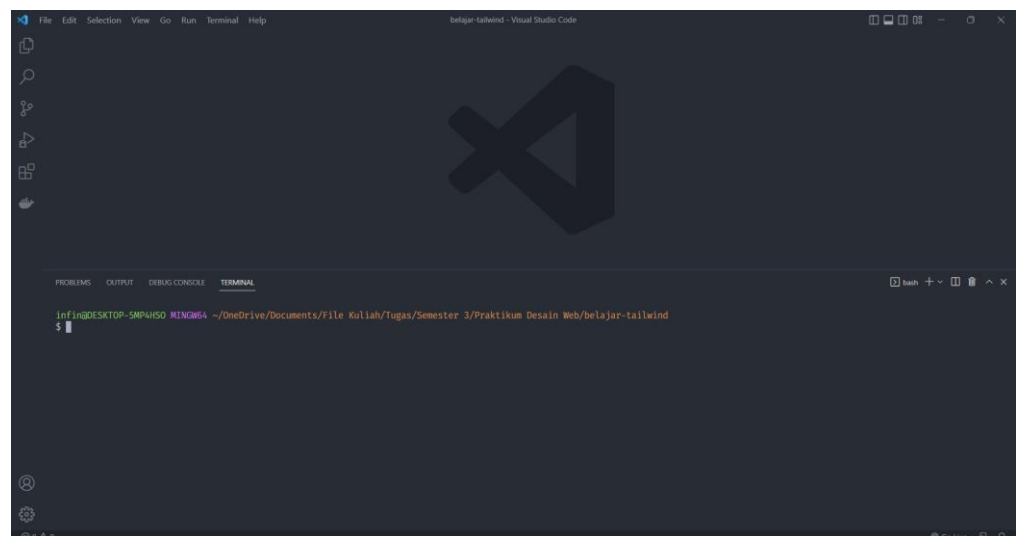 File Edit Selection View Go Run Terminal Help
belajar-tailwind - Visual Studio Code
PROBLEMS OUTPUT DEBUG CONSOLE TERMINAL
bash
infin@DESKTOP-5MP4HSO MINGW64 ~/OneDrive/Documents/File Kuliah/Tugas/Semester 3/Praktikum Desain Web/belajar-tailwind
$